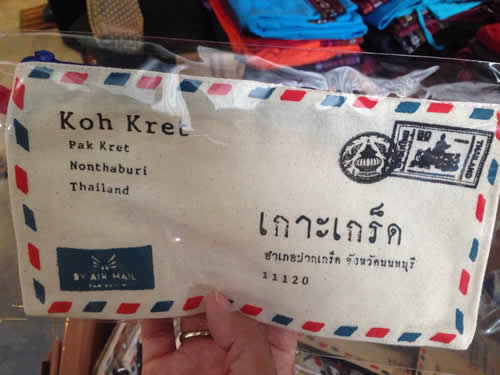 Koh Kret
Pak Kret
Nonthaburi
Thailand
THAILAND
เกาะเกร็ด
อำเภอปากเกร็ด จังหวัดนนทบุรี
11120
BY AIR MAIL
PAR AVION